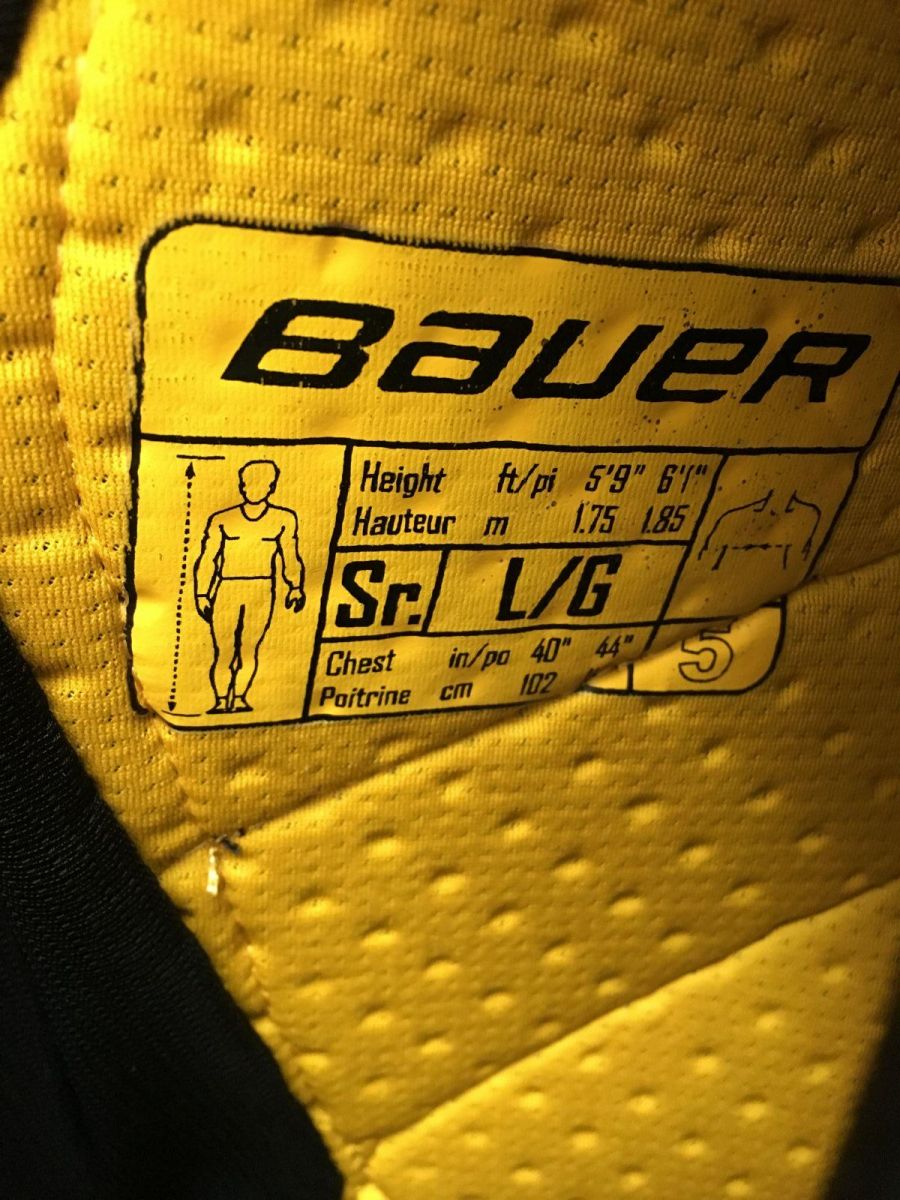 BAUER
Height ft/pi 5'9" 6'1"
Hauteur m 1.75 1.85
Sr. L/G
Chest in/po 40" 44"
Poitrine cm 102
5